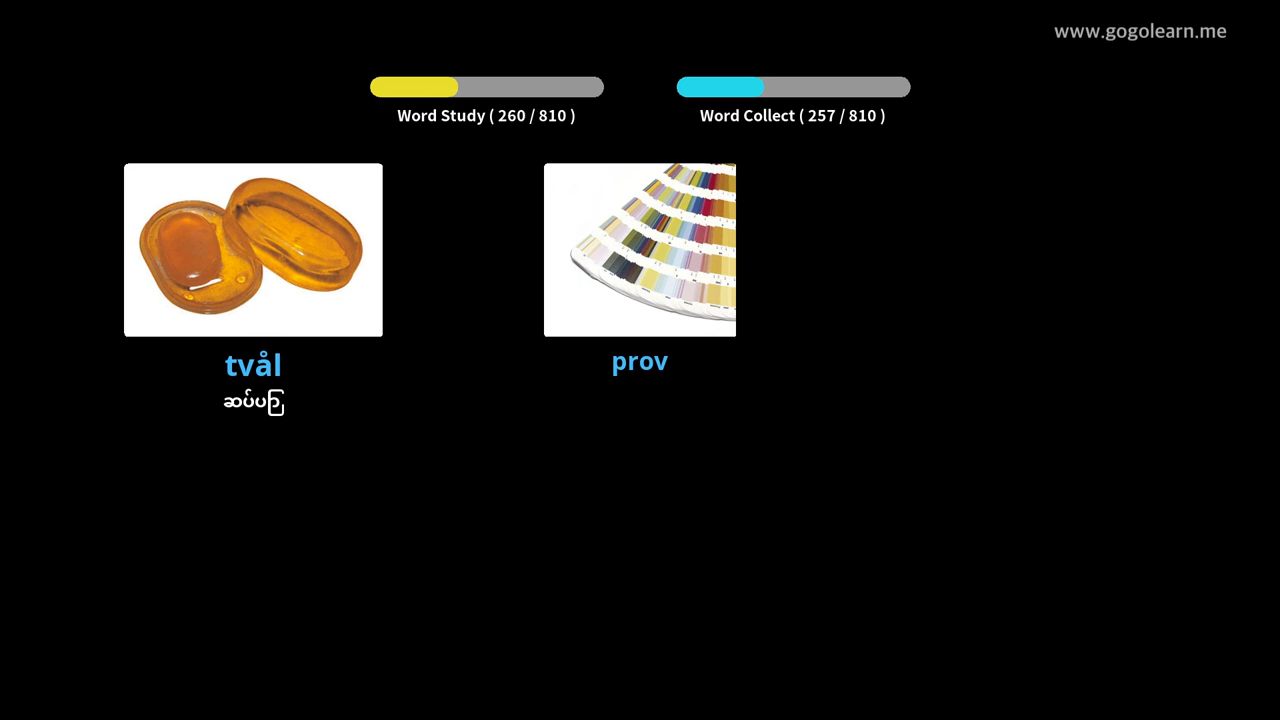 www.gogolearn.me
Word Study ( 260 / 810 )
Word Collect ( 257 / 810 )
tvål
prov
ဆပ်ပြာ